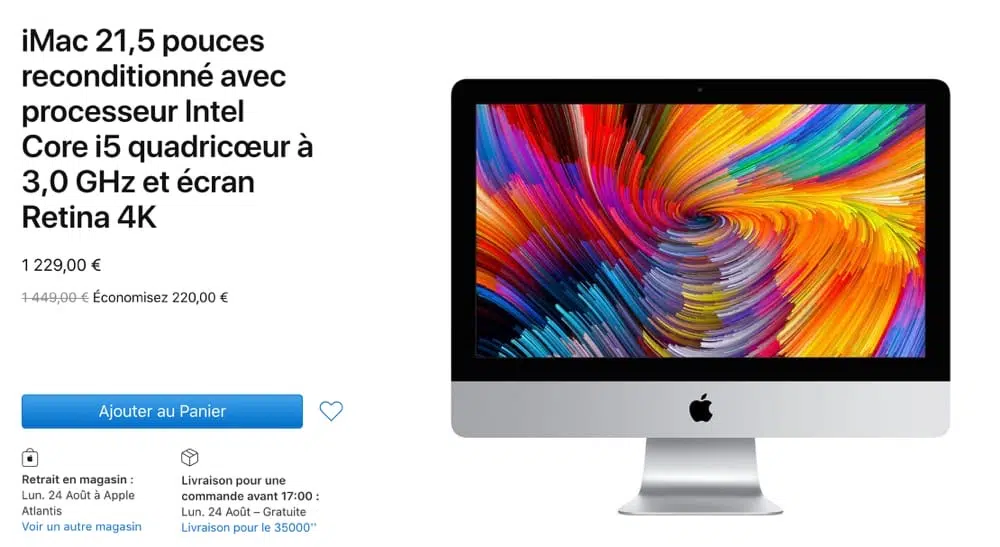 iMac 21,5 pouces
reconditionné avec
processeur Intel
Core i5 quadricœur à
3,0 GHz et écran
Retina 4K
1 229,00 €
1 449,00 € Économisez 220,00 €
Ajouter au Panier
Retrait en magasin :
Lun. 24 Août à Apple
Atlantis
Voir un autre magasin
Livraison pour une
commande avant 17:00 :
Lun. 24 Août – Gratuite
Livraison pour le 35000¨